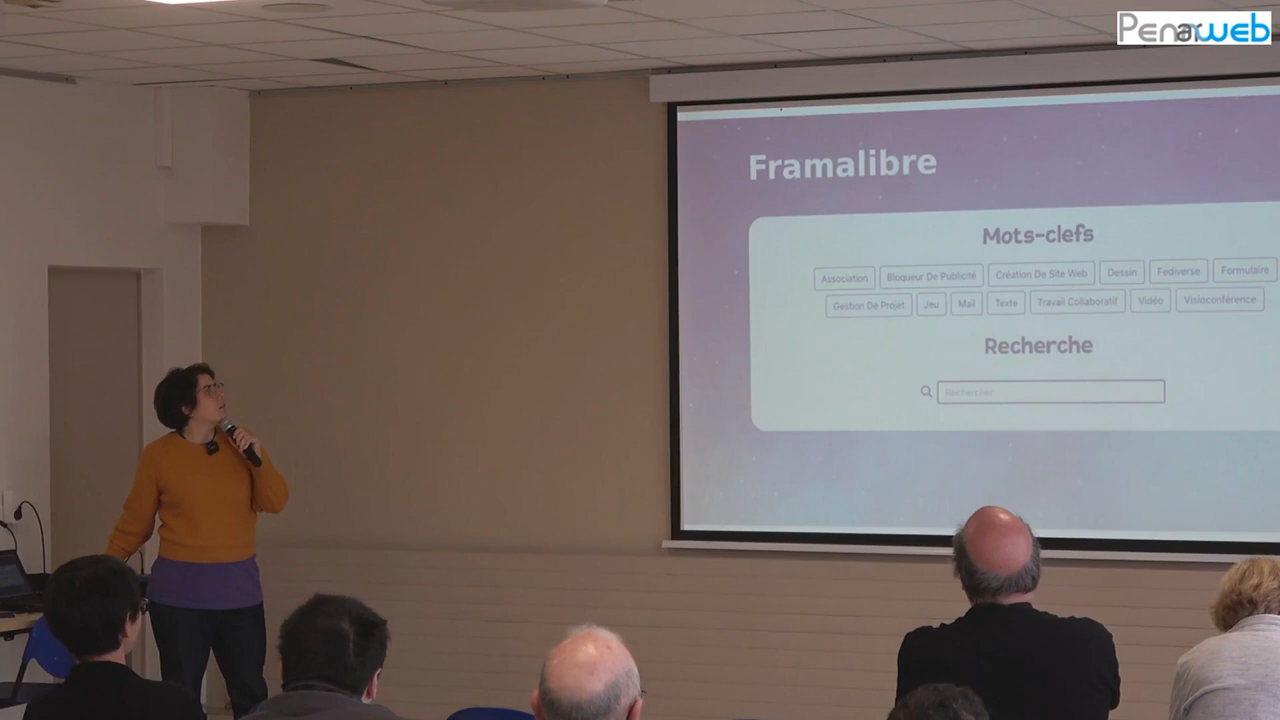 Penarweb
Framalibre
Mots-clefs
Association Bloqueur De Publicité Création De Site Web Dessin Fediverse Formulaire
Gestion De Projet Jeu Mail Texte Travail Collaboratif Vidéo Visioconférence
Recherche
Rechercher